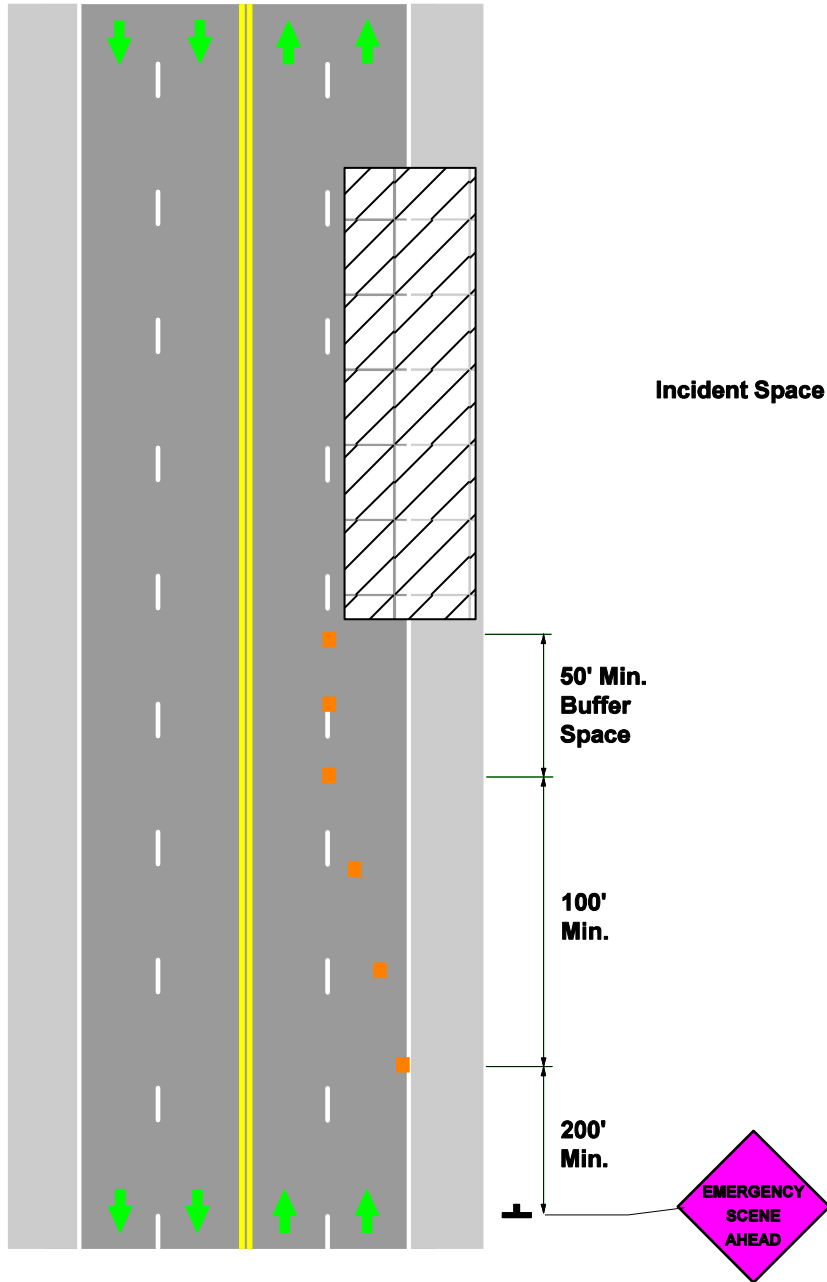 Incident Space
50' Min.
Buffer
Space
100'
Min.
200'
Min.
EMERGENCY
SCENE
AHEAD